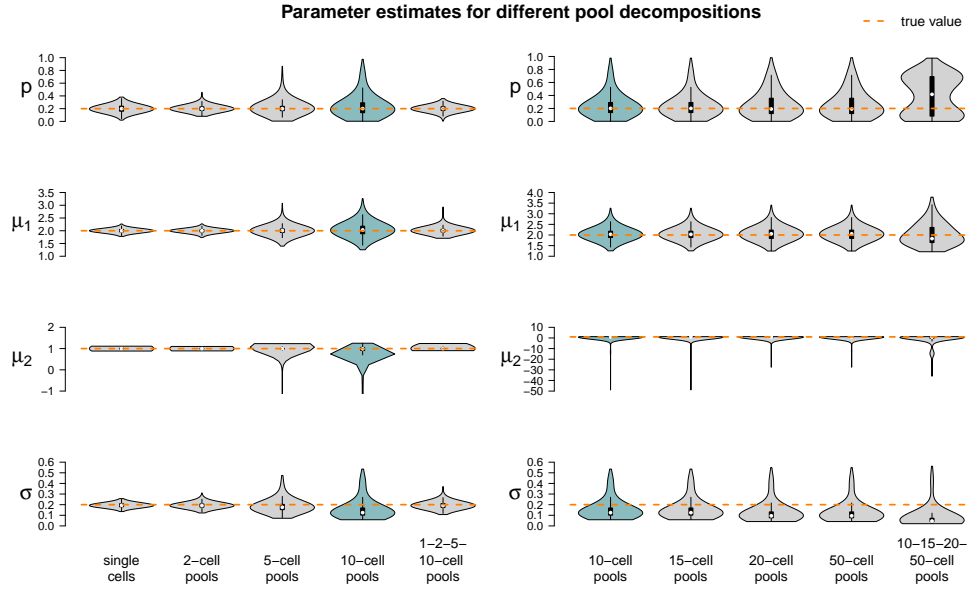 Parameter estimates for different pool decompositions
true value
p
1.0
0.8
0.6
0.4
0.2
0.0
p
1.0
0.8
0.6
0.4
0.2
0.0
μ1
3.5
3.0
2.5
2.0
1.5
1.0
μ1
4.0
3.5
3.0
2.5
2.0
1.5
1.0
μ2
2
1
0
−1
μ2
10
0
−10
−20
−30
−40
−50
σ
0.6
0.5
0.4
0.3
0.2
0.1
0.0
σ
0.6
0.5
0.4
0.3
0.2
0.1
0.0
single
cells
2−cell
pools
5−cell
pools
10−cell
pools
1−2−5−
10−cell
pools
10−cell
pools
15−cell
pools
20−cell
pools
50−cell
pools
10−15−20−
50−cell
pools